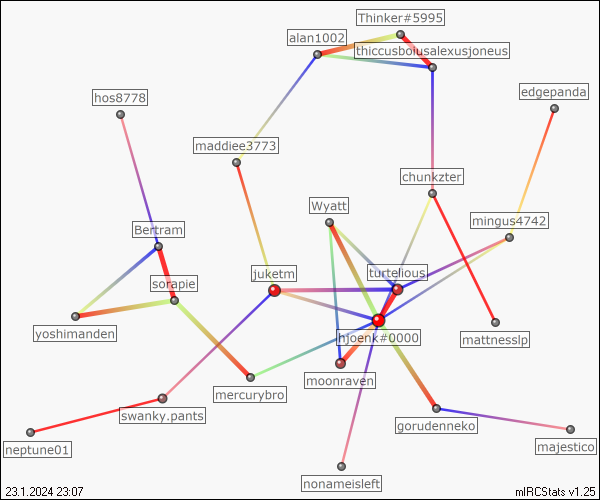 Thinker#5995
alan1002
thiccusboiusalexusjoneus
edgepanda
hos8778
maddiee3773
chunkzter
Wyatt
mingus4742
Bertram
juketm
turtelious
sorapie
yoshimanden
hjoenk#0000
mattnesslp
moonraven
mercurybro
swanky.pants
gorudenneko
neptune01
majestico
nonameisleft
23.1.2024 23:07
mIRCStats v1.25